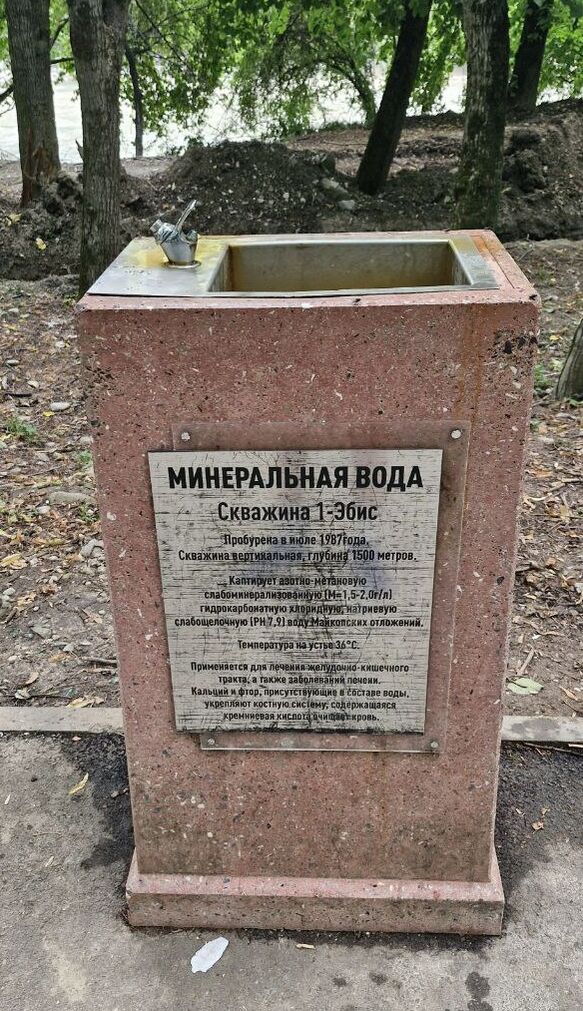 МИНЕРАЛЬНАЯ ВОДА
Скважина 1-Эбис
Пробурена в июле 1987года.
Скважина вертикальная, глубина 1500 метров.
Каптирует азотно-метановую
слабоминерализованную (М=1,5-2,0г/л)
гидрокарбонатную хлоридную, натриевую
слабощелочную (РН 7,9) воду Майкопских отложений.
Температура на устье 36°С.
Применяется для лечения желудочно-кишечного
тракта, а также заболеваний печени.
Кальций и фтор, присутствующие в составе воды,
укрепляют костную систему, содержащаяся
кремниевая кислота очищает кровь.